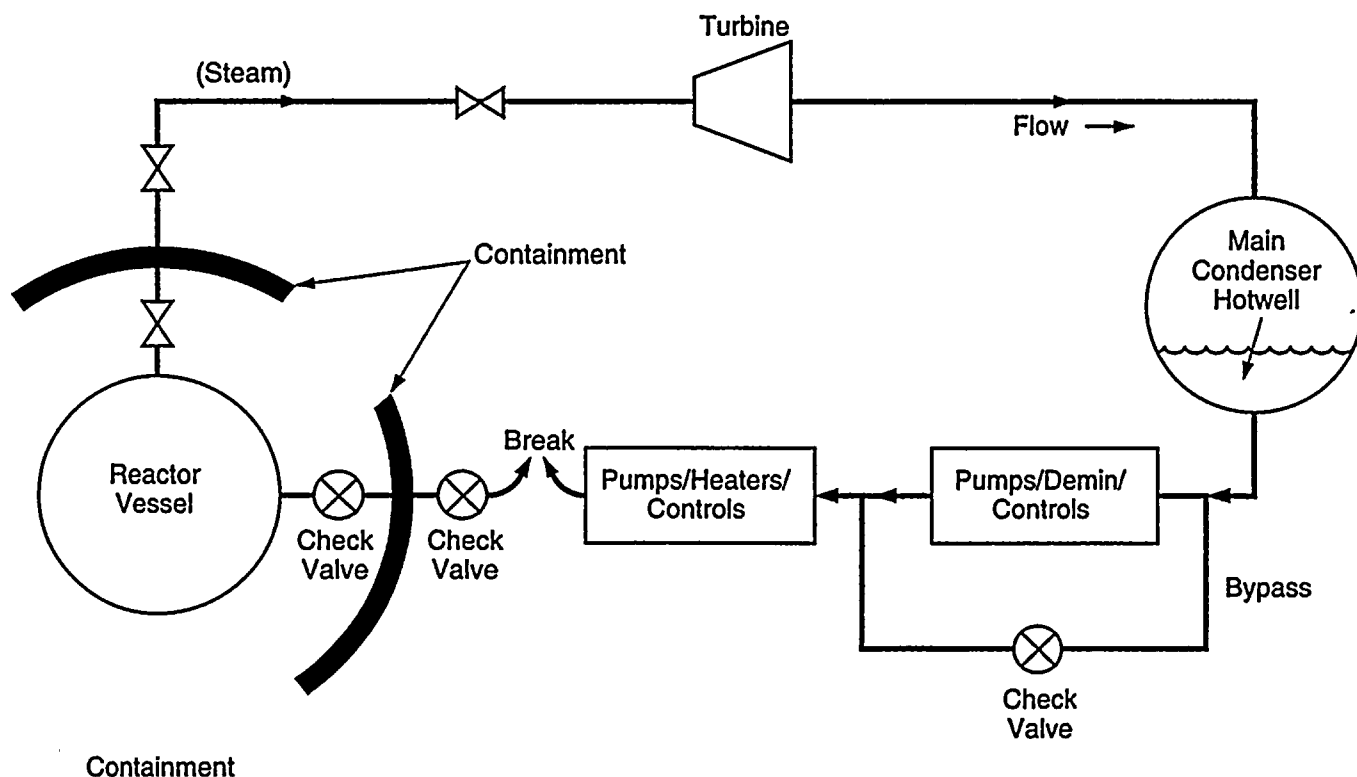 Turbine
(Steam)
Flow
Containment
Main
Condenser
Hotwell
Reactor
Vessel
Check
Valve
Check
Valve
Break
Pumps/Heaters/
Controls
Pumps/Demin/
Controls
Bypass
Check
Valve
Containment